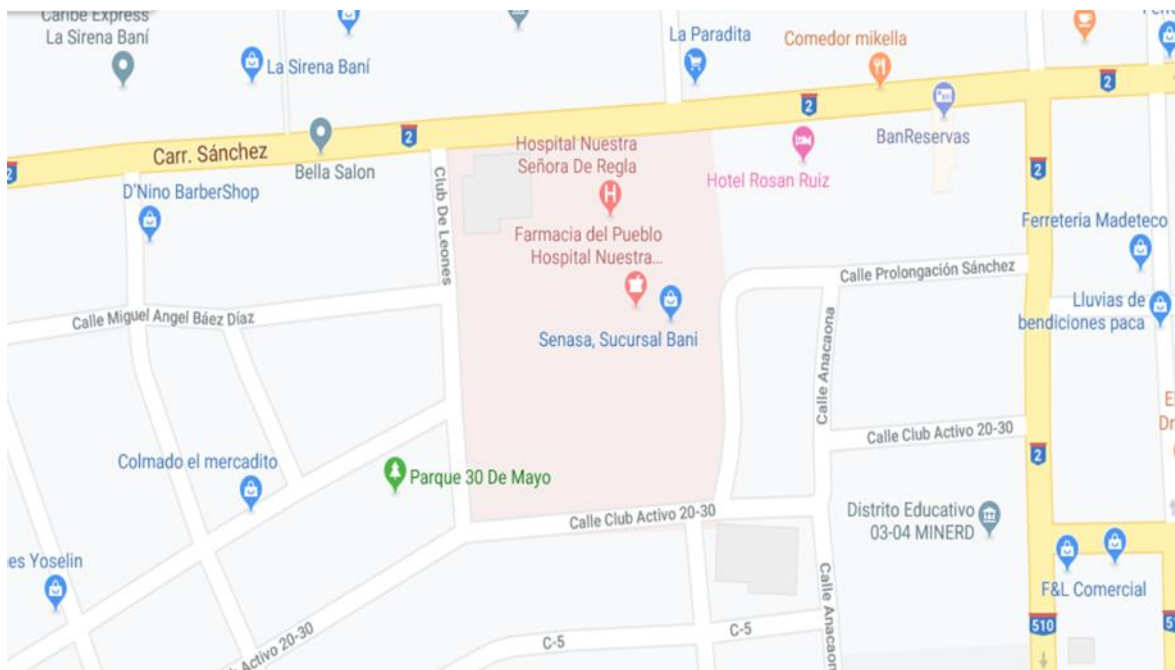 Caribe Express
La Sirena Baní
La Sirena Baní
La Paradita
Comedor mikella
2
2
2
2
Carr. Sánchez
Bella Salon
D'Nino BarberShop
Club De Leones
Hospital Nuestra
Señora De Regla
Hotel Rosan Ruiz
BanReservas
2
Farmacia del Pueblo
Hospital Nuestra...
Senasa, Sucursal Baní
Ferreteria Madeteco
Calle Prolongación Sánchez
Lluvias de
bendiciones paca
Calle Miguel Angel Báez Díaz
Calle Anacaona
Calle Club Activo 20-30
2
Colmado el mercadito
Parque 30 De Mayo
Calle Club Activo 20-30
Distrito Educativo
03-04 MINERD
es Yoselin
F&L Comercial
Calle Anacaona
510
Activo 20-30
C-5
C-5